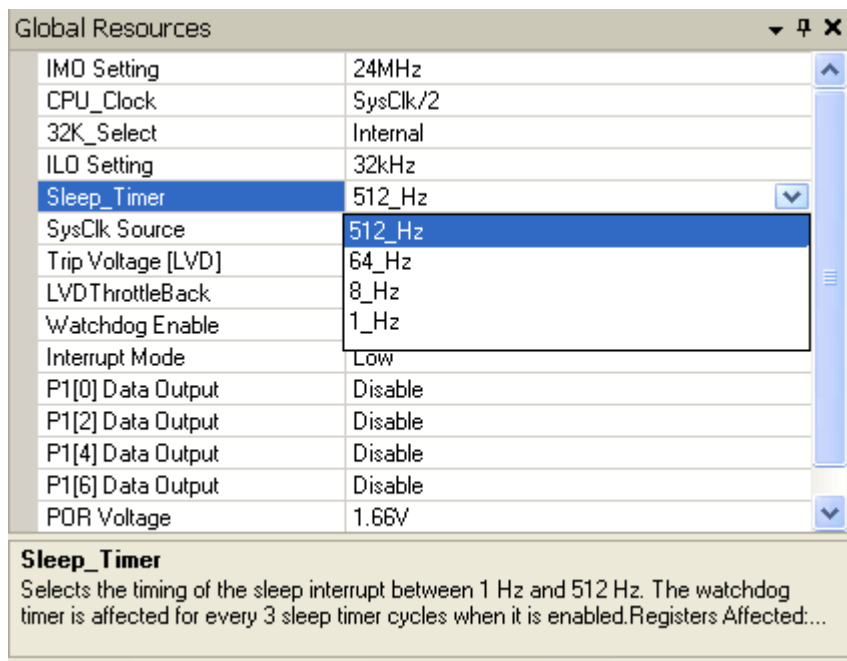 Global Resources
IMO Setting 24MHz
CPU_Clock SysClk/2
32K_Select Internal
ILO Setting 32kHz
Sleep_Timer 512_Hz
SysClk Source 512_Hz
Trip Voltage [LVD] 64_Hz
LVDThrottleBack 8_Hz
Watchdog Enable 1_Hz
Interrupt Mode Low
P1[0] Data Output Disable
P1[2] Data Output Disable
P1[4] Data Output Disable
P1[6] Data Output Disable
POR Voltage 1.66V
Sleep_Timer
Selects the timing of the sleep interrupt between 1 Hz and 512 Hz. The watchdog
timer is affected for every 3 sleep timer cycles when it is enabled.Registers Affected:...